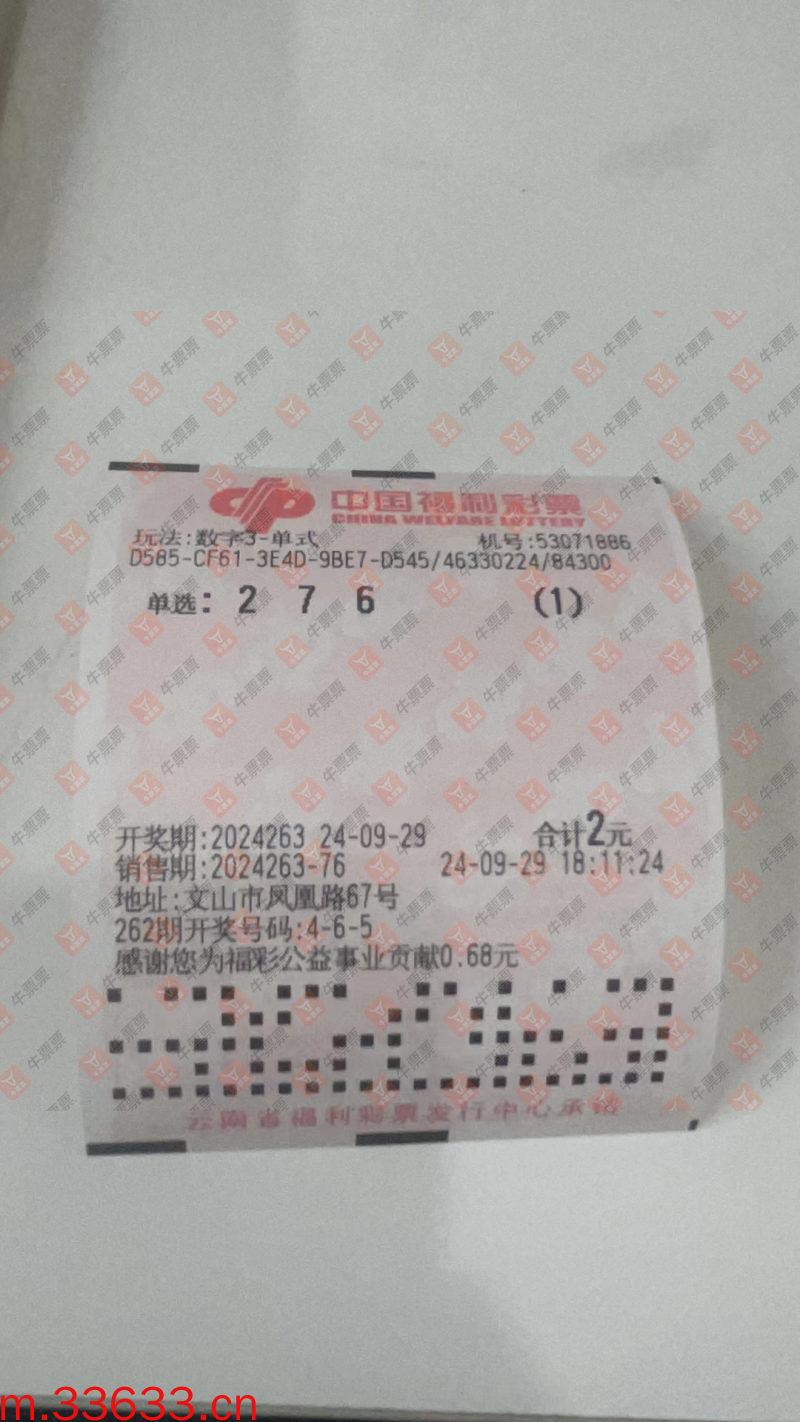 中国福利彩票
CHINA WELFARE LOTTERY
玩法:数字3-单式 机号:53071886
D585-CF61-3E4D-9BE7-D545/46330224/84300
单选: 2 7 6 (1)
开奖期:2024263 24-09-29 合计2元
销售期:2024263-76 24-09-29 18:11:24
地址:文山市凤凰路67号
262期开奖号码:4-6-5
感谢您为福彩公益事业贡献0.68元
云南省福利彩票发行中心承销
牛票票
m.33633.cn